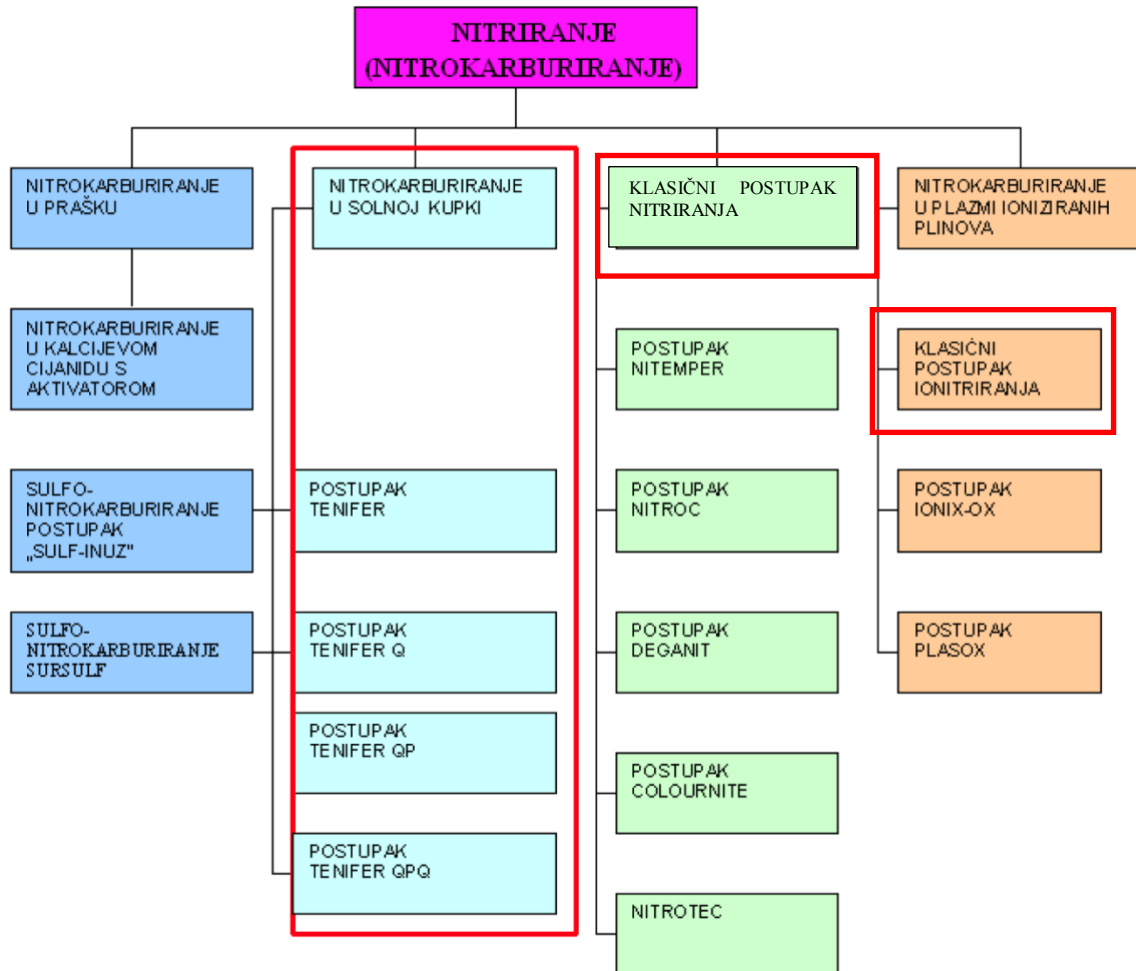 NITRIRANJE
(NITROKARBURIRANJE)
NITROKARBURIRANJE
U PRAŠKU
NITROKARBURIRANJE
U SOLNOJ KUPKI
KLASIČNI POSTUPAK
NITRIRANJA
NITROKARBURIRANJE
U PLAZMI IONIZIRANIH
PLINOVA
NITROKARBURIRANJE
U KALCIJEVOM
CIJANIDU S
AKTIVATOROM
POSTUPAK
NITEMPER
KLASIČNI
POSTUPAK
IONITRIRANJA
SULFO-
NITROKARBURIRANJE
POSTUPAK
„SULF-INUZ"
POSTUPAK
TENIFER
POSTUPAK
NITROC
POSTUPAK
IONIX-OX
SULFO-
NITROKARBURIRANJE
SURSULF
POSTUPAK
TENIFER Q
POSTUPAK
DEGANIT
POSTUPAK
PLASOX
POSTUPAK
TENIFER QP
POSTUPAK
COLOURNITE
POSTUPAK
TENIFER QPQ
NITROTEC